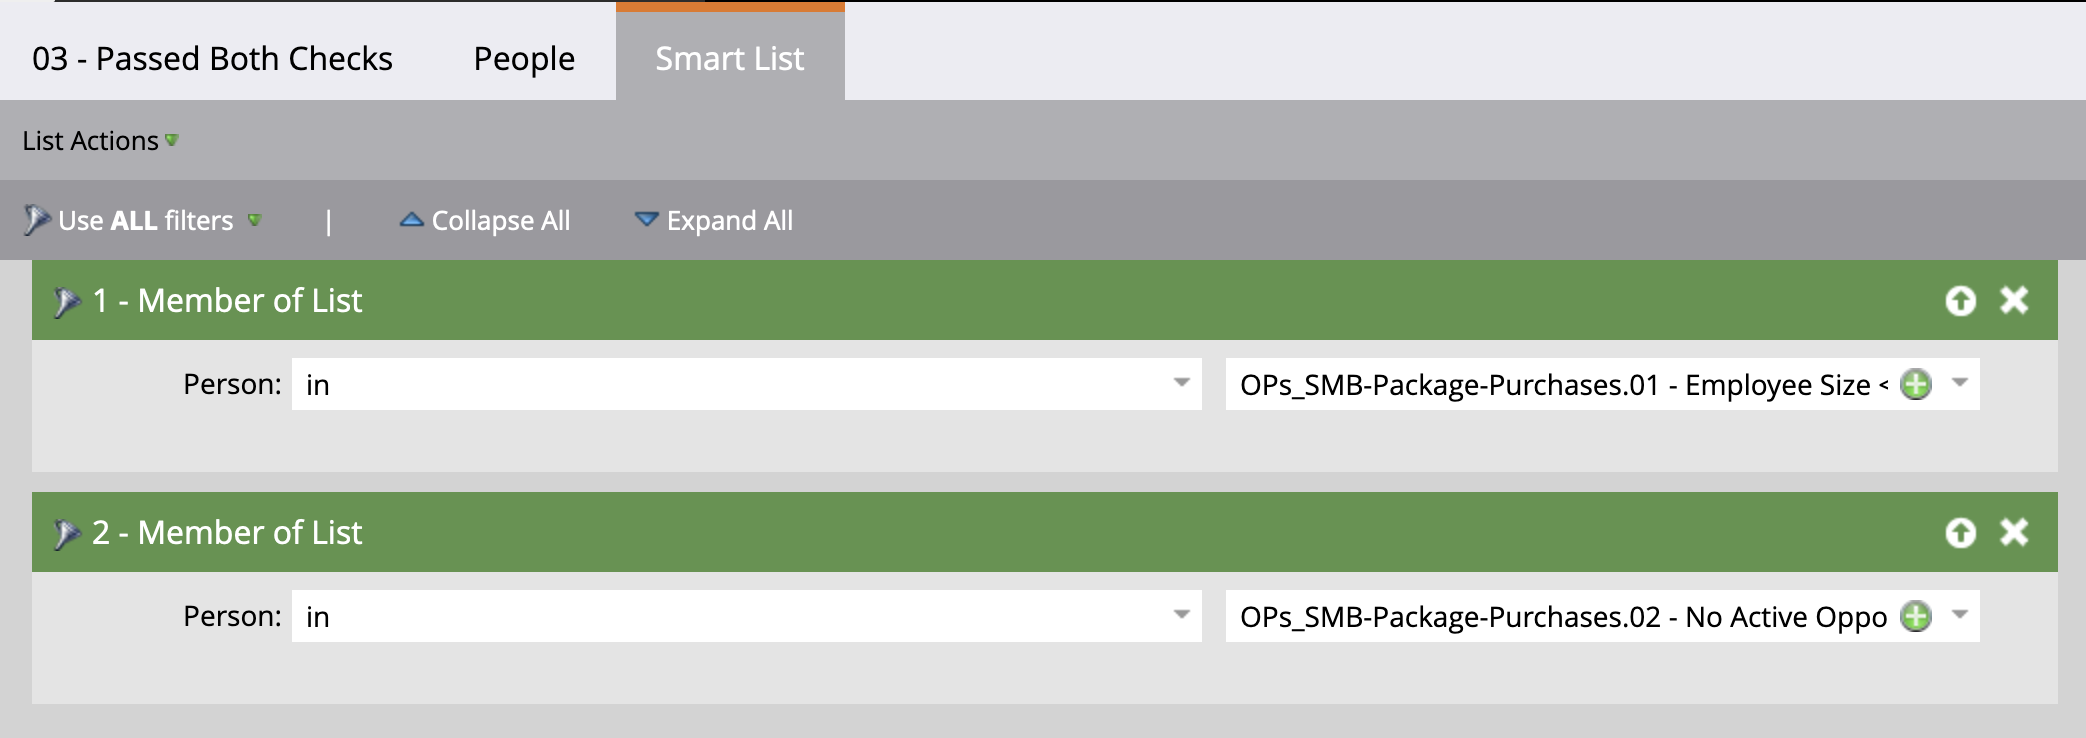 03 - Passed Both Checks People Smart List
List Actions
Use ALL filters | Collapse All Expand All
1 - Member of List
Person: in OPs_SMB-Package-Purchases.01 - Employee Size <
2 - Member of List
Person: in OPs_SMB-Package-Purchases.02 - No Active Oppo